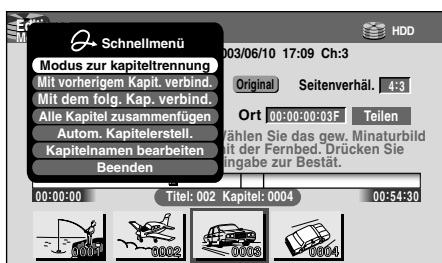 Schnellmenü
HDD
003/06/10 17:09 Ch:3
Modus zur kapiteltrennung
Mit vorherigem Kapit. verbind.
Original Seitenverhäl. 4:3
Mit dem folg. Kap. verbind.
Alle Kapitel zusammenfügen
Ort 00:00:00:03F Teilen
Autom. Kapitelerstell.
ählen Sie das gew. Minaturbild
Kapitelnamen bearbeiten
it der Fernbed. Drücken Sie
Beenden
ingabe zur Bestät.
00:00:00 Titel: 002 Kapitel: 0004 00:54:30
0001 0002 0003 0004